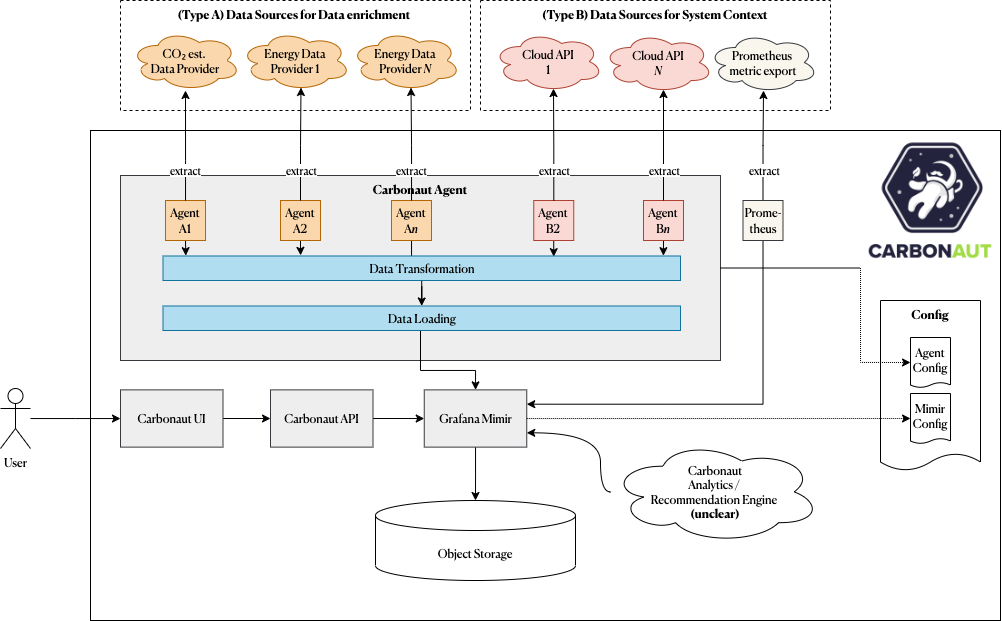 (Type A) Data Sources for Data enrichment
(Type B) Data Sources for System Context
CO₂ est.
Data Provider
Energy Data
Provider 1
Energy Data
Provider N
Cloud API
1
Cloud API
N
Prometheus
metric export
extract
extract
extract
extract
extract
extract
Carbonaut Agent
Agent
A1
Agent
A2
Agent
An
Agent
B2
Agent
Bn
Prome-
theus
CARBONAUT
Data Transformation
Data Loading
Config
Agent
Config
Mimir
Config
User
Carbonaut UI
Carbonaut API
Grafana Mimir
Carbonaut
Analytics /
Recommendation Engine
(unclear)
Object Storage